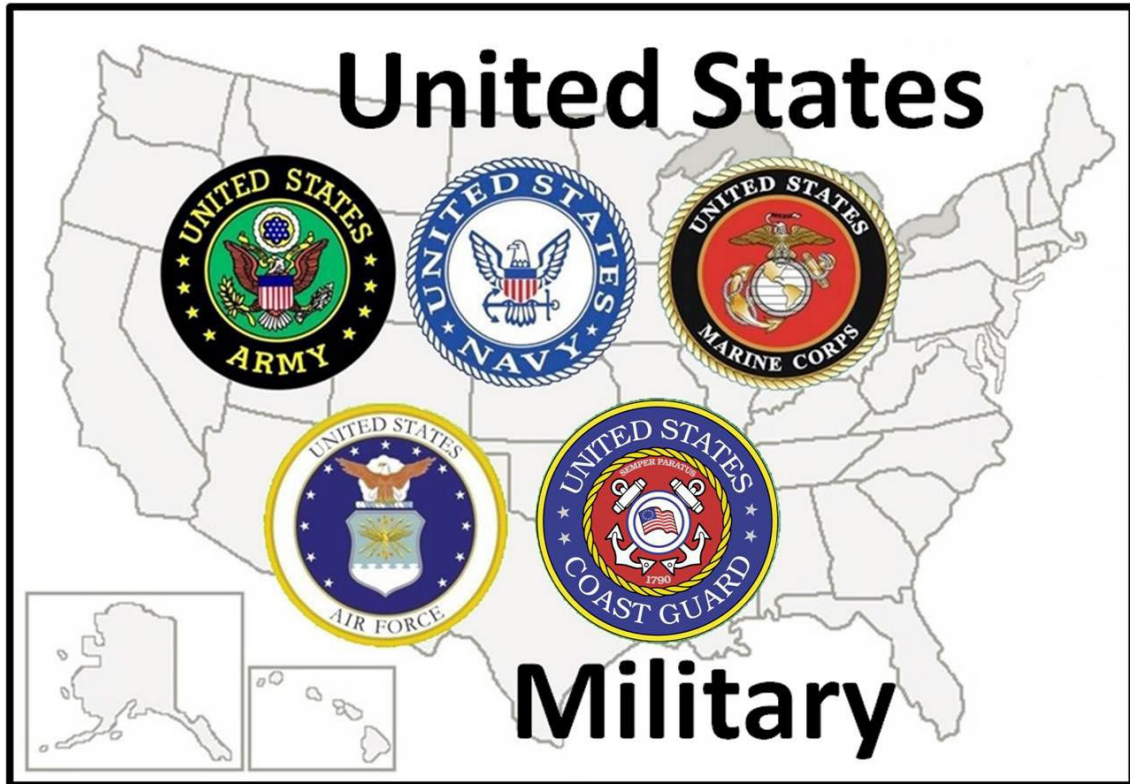 United States
UNITED STATES
ARMY
UNITED STATES
NAVY
UNITED STATES
MARINE CORPS
UNITED STATES
AIR FORCE
UNITED STATES
SEMPER PARATUS
1790
COAST GUARD
Military